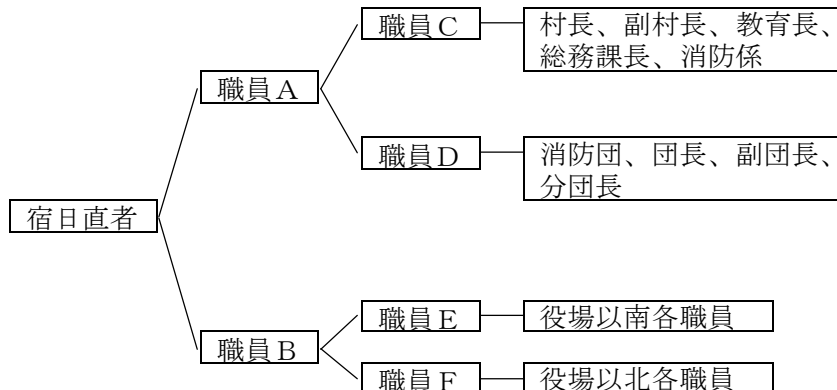 職員C
村長、副村長、教育長、
総務課長、消防係
職員A
職員D
消防団、団長、副団長、
分団長
宿日直者
職員E
役場以南各職員
職員B
職員F
役場以北各職員